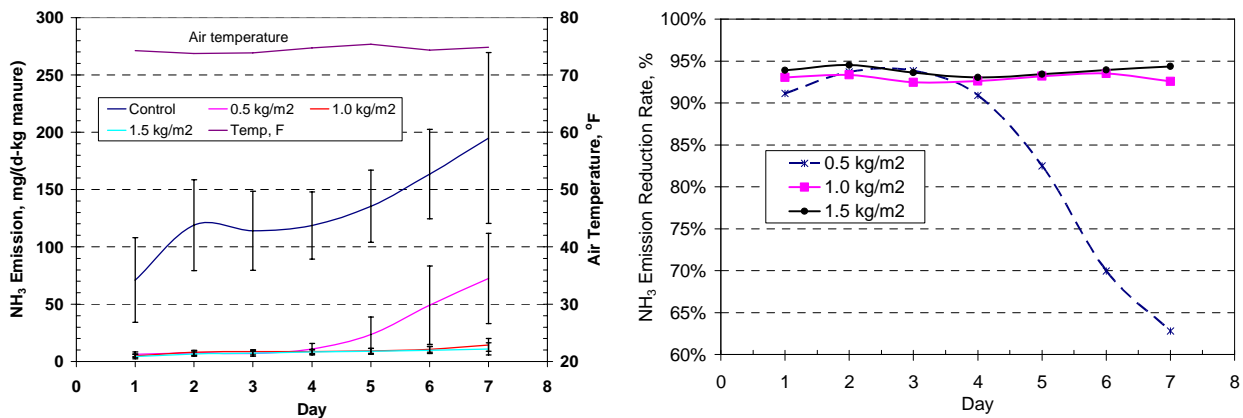 NH₃ Emission, mg/(d-kg manure)
300
250
200
150
100
50
0
Air temperature
Control 0.5 kg/m2 1.0 kg/m2
1.5 kg/m2 Temp, F
80
70
60
50
40
30
20
Air Temperature, °F
0 1 2 3 4 5 6 7 8
Day
NH₃ Emission Reduction Rate, %
100%
95%
90%
85%
80%
75%
70%
65%
60%
0.5 kg/m2
1.0 kg/m2
1.5 kg/m2
0 1 2 3 4 5 6 7 8
Day